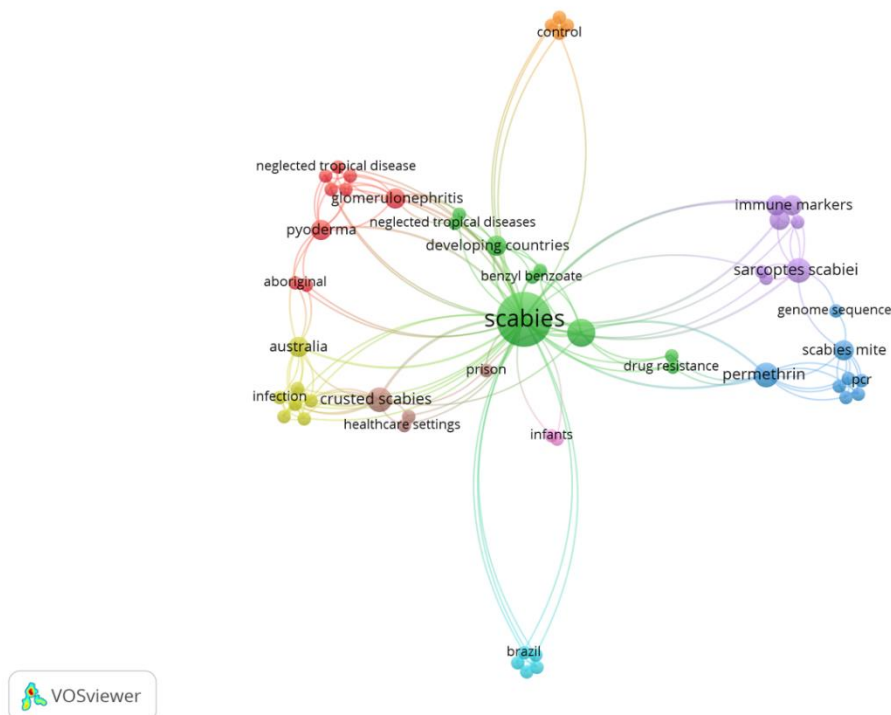 control
neglected tropical disease
glomerulonephritis
neglected tropical diseases
pyoderma
developing countries
immune markers
benzyl benzoate
sarcoptes scabiei
aboriginal
genome sequence
scabies
australia
scabies mite
drug resistance
prison
permethrin
pcr
infection
crusted scabies
healthcare settings
infants
brazil
VOSviewer